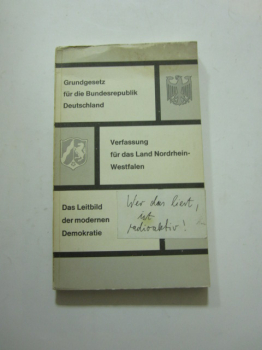 Grundgesetz
für die Bundesrepublik
Deutschland
Verfassung
für das Land Nordrhein-
Westfalen
Das Leitbild
der modernen
Demokratie
Wer das liest,
ist
radioaktiv!